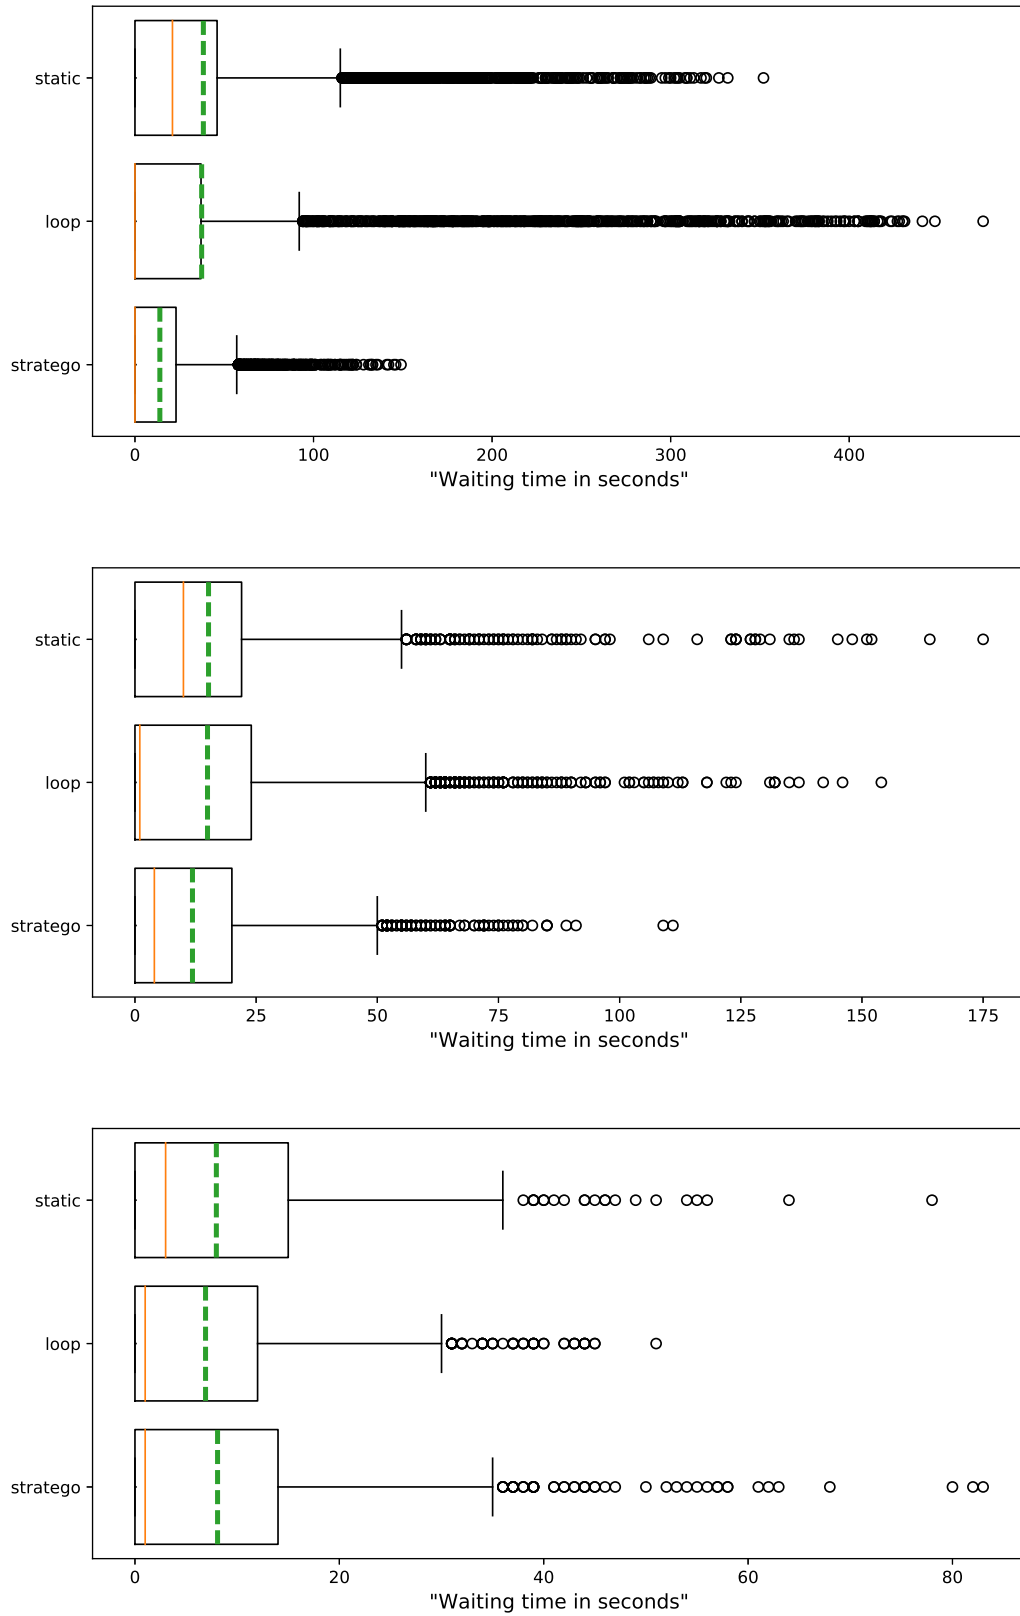 static
loop
stratego
0 100 200 300 400
"Waiting time in seconds"
static
loop
stratego
0 25 50 75 100 125 150 175
"Waiting time in seconds"
static
loop
stratego
0 20 40 60 80
"Waiting time in seconds"